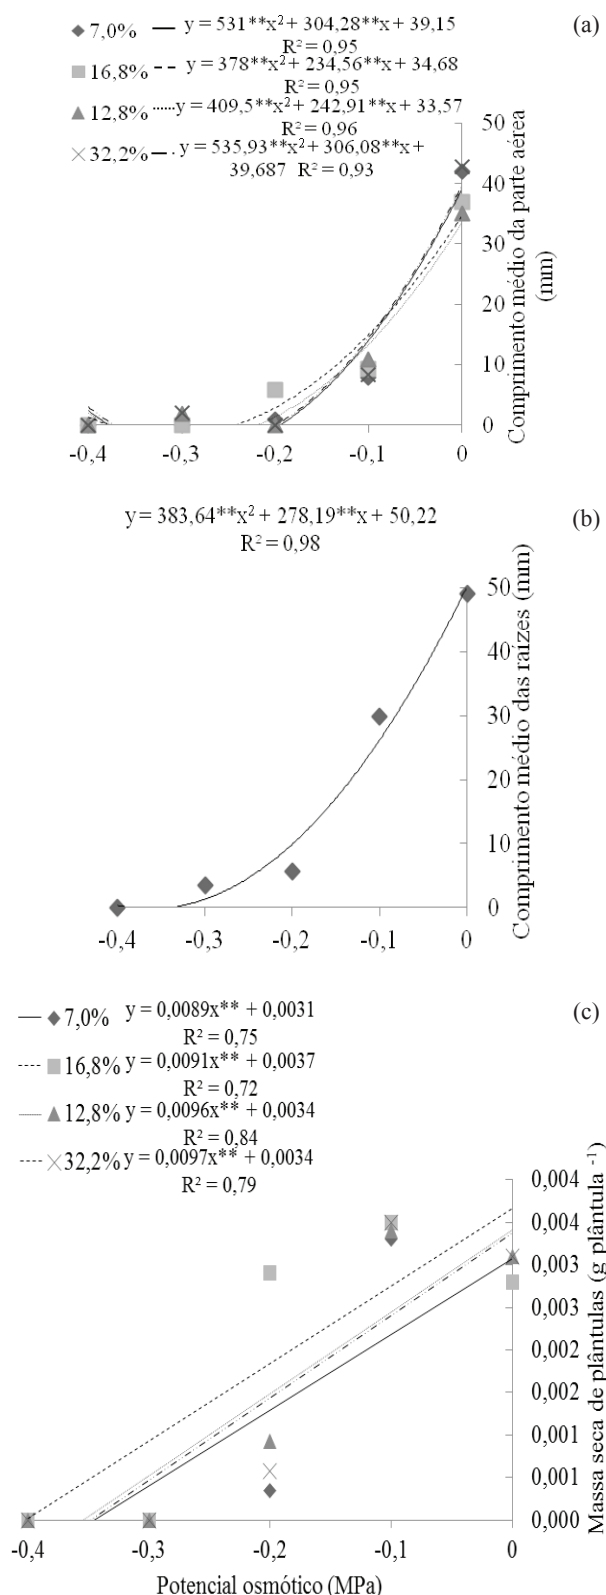 (a)
7,0% y = 531**x² + 304,28**x + 39,15
R² = 0,95
16,8% y = 378**x² + 234,56**x + 34,68
R² = 0,95
12,8% y = 409,5**x² + 242,91**x + 33,57
R² = 0,96
32,2% y = 535,93**x² + 306,08**x +
39,687 R² = 0,93
50
40
30
20
10
0
Comprimento médio da parte aérea
(mm)
-0,4 -0,3 -0,2 -0,1 0
(b)
y = 383,64**x² + 278,19**x + 50,22
R² = 0,98
50
40
30
20
10
0
Comprimento médio das raízes (mm)
-0,4 -0,3 -0,2 -0,1 0
(c)
7,0% y = 0,0089x** + 0,0031
R² = 0,75
16,8% y = 0,0091x** + 0,0037
R² = 0,72
12,8% y = 0,0096x** + 0,0034
R² = 0,84
32,2% y = 0,0097x** + 0,0034
R² = 0,79
0,004
0,004
0,003
0,003
0,002
0,002
0,001
0,001
0,000
Massa seca de plântulas (g plântula ⁻¹)
-0,4 -0,3 -0,2 -0,1 0
Potencial osmótico (MPa)